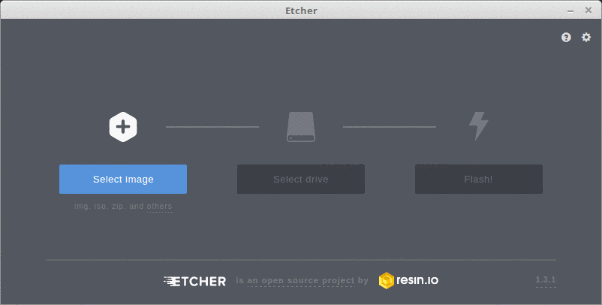 Etcher
Select image
Select drive
Flash!
img, iso, zip, and others
ETCHER is an open source project by resin.io
1.3.1